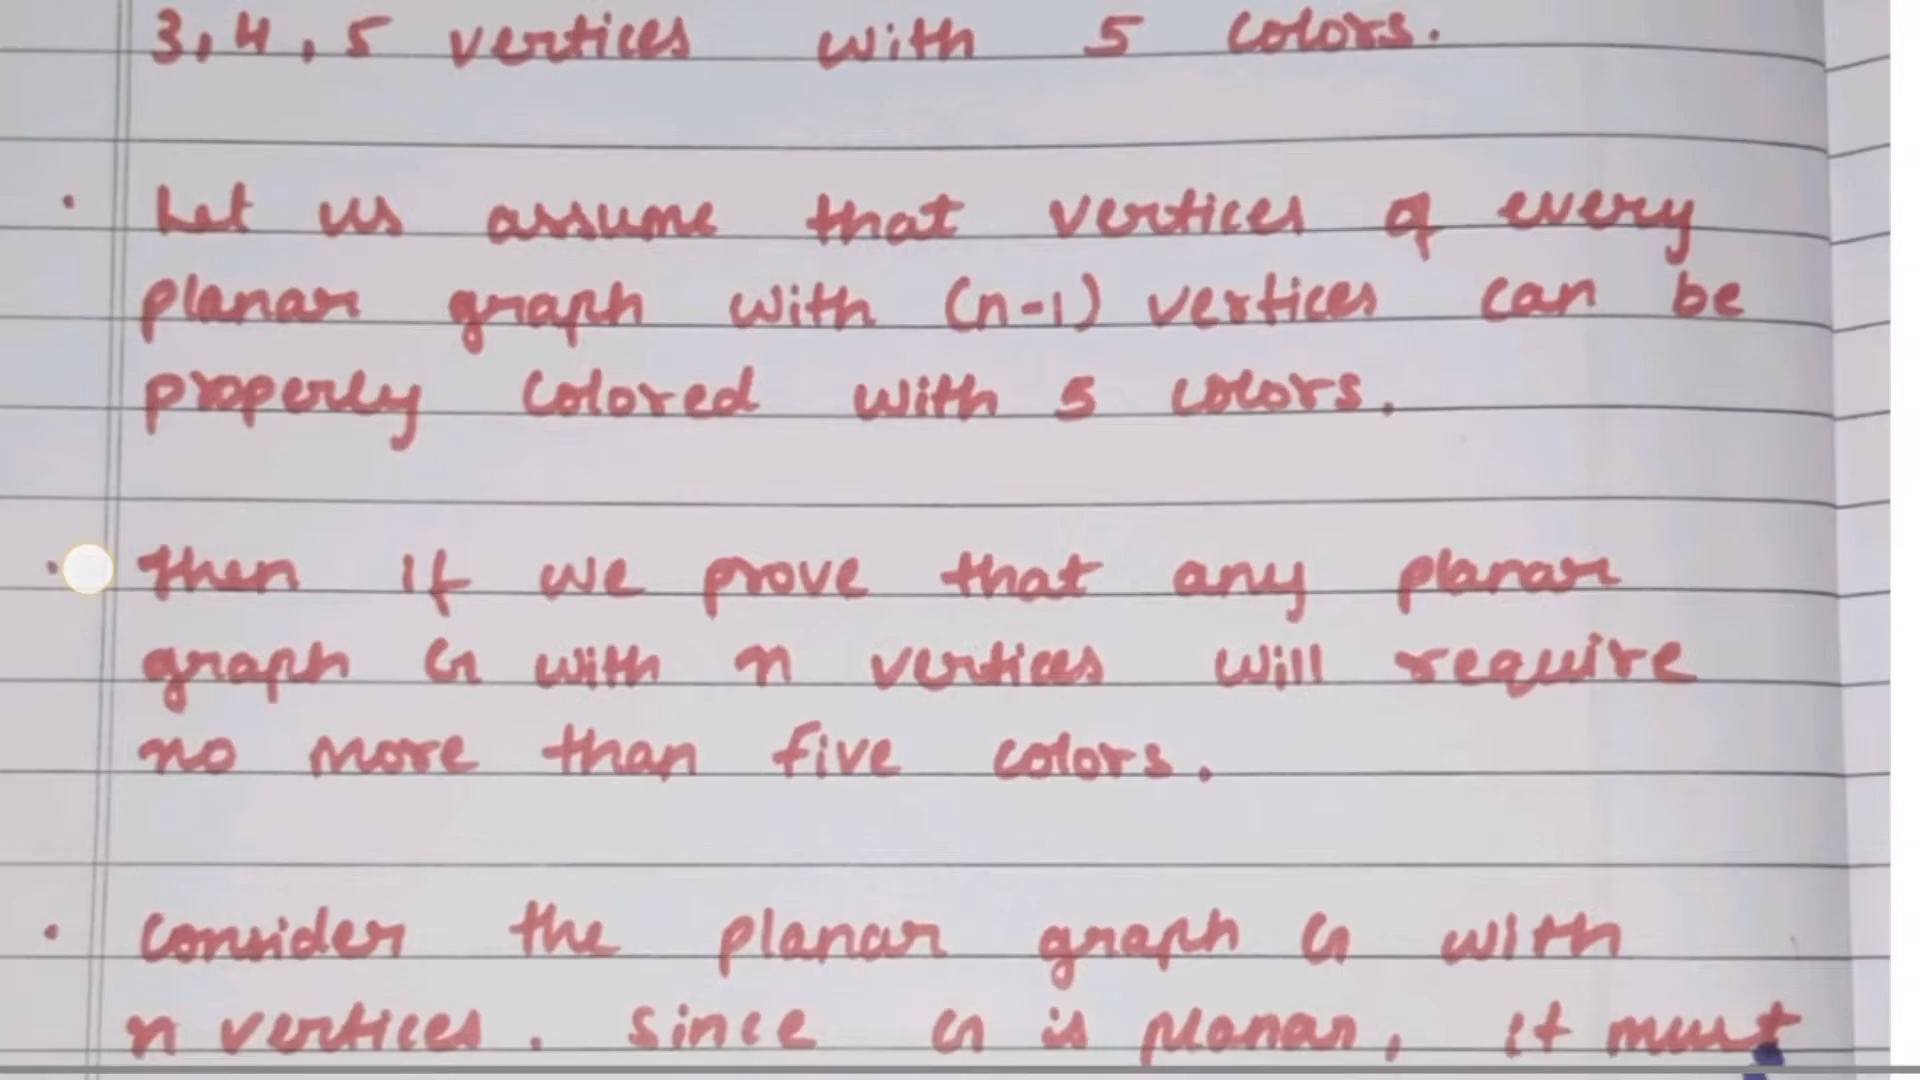 3, 4, 5 vertices with 5 colors.
• Let us assume that vertices of every
planar graph with (n-1) vertices can be
properly colored with 5 colors.
• Then if we prove that any planar
graph G with n vertices will require
no more than five colors.
• Consider the planar graph G with
n vertices. Since G is planar, it must